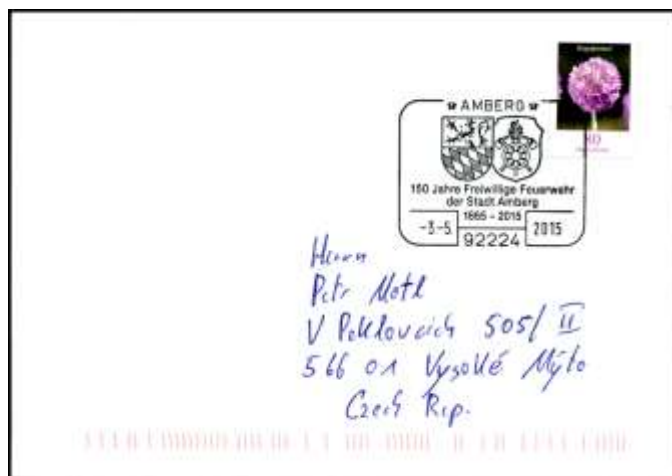 AMBERG
150 Jahre Freiwillige Feuerwehr
der Stadt Amberg
1865 - 2015
-3.-5. 2015
92224
80
Herrn
Petr Motl
V 505/II
566 01 Vysoké Mýto
Czech Rep.